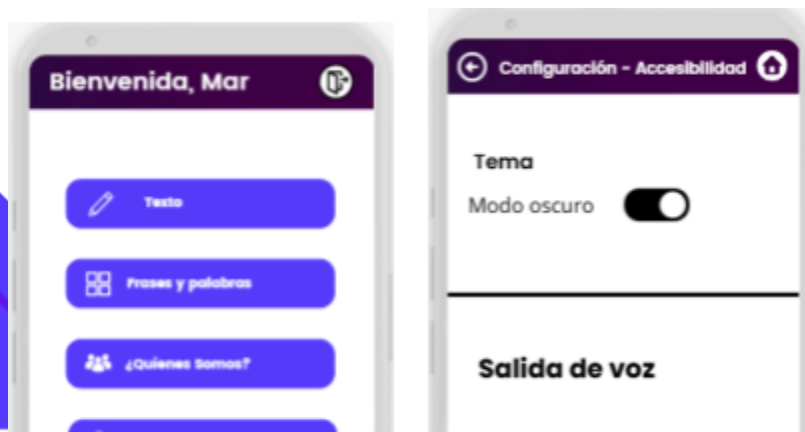 Bienvenida, Mar
Texto
Frases y palabras
¿Quienes Somos?
Configuración - Accesibilidad
Tema
Modo oscuro
Salida de voz